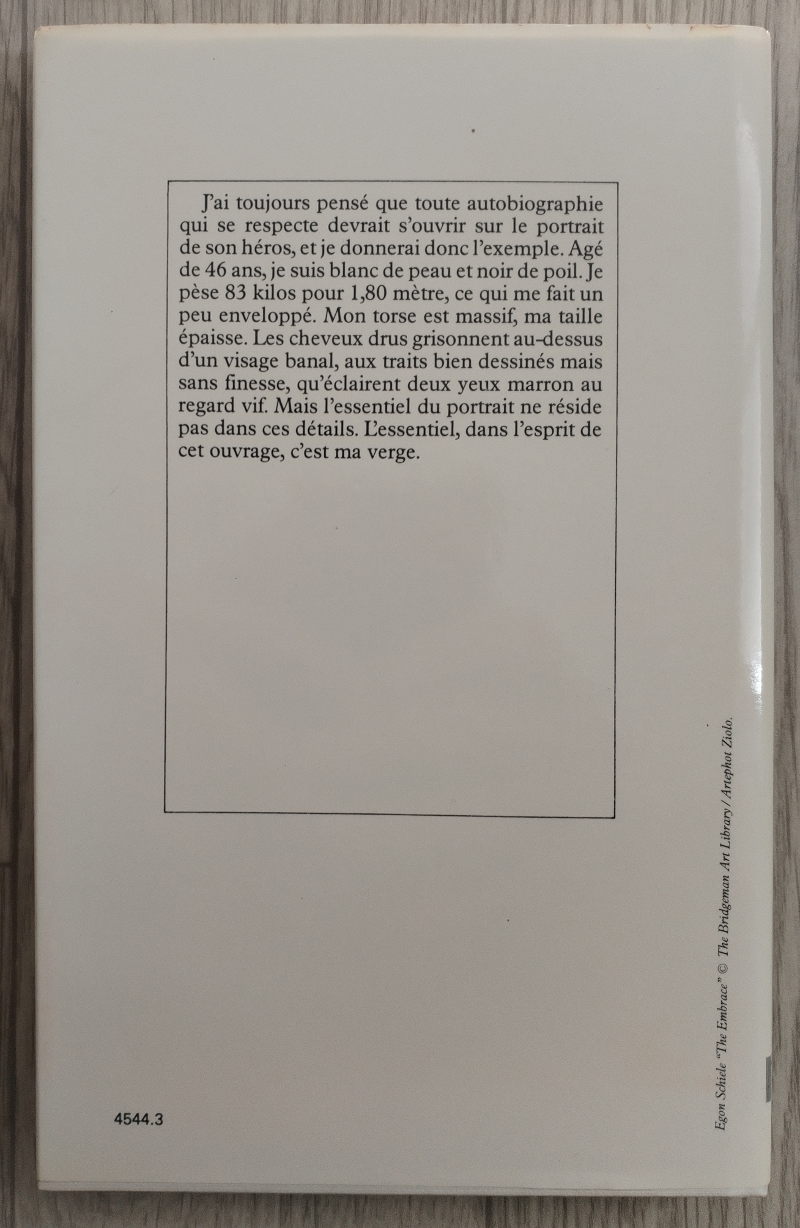 J'ai toujours pensé que toute autobiographie
qui se respecte devrait s'ouvrir sur le portrait
de son héros, et je donnerai donc l'exemple. Agé
de 46 ans, je suis blanc de peau et noir de poil. Je
pèse 83 kilos pour 1,80 mètre, ce qui me fait un
peu enveloppé. Mon torse est massif, ma taille
épaisse. Les cheveux drus grisonnent au-dessus
d'un visage banal, aux traits bien dessinés mais
sans finesse, qu'éclairent deux yeux marron au
regard vif. Mais l'essentiel du portrait ne réside
pas dans ces détails. L'essentiel, dans l'esprit de
cet ouvrage, c'est ma verge.
Egon Schiele "The Embrace" © The Bridgeman Art Library / Artephot Ziolo.
4544.3